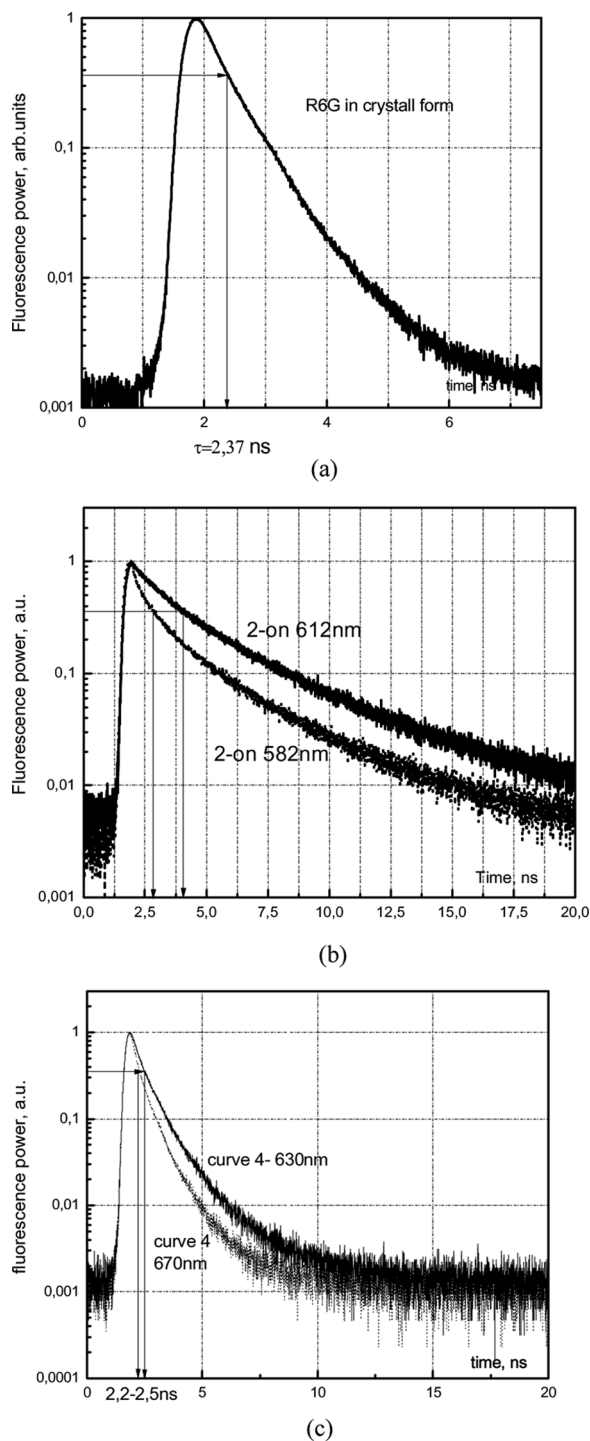 1
0,1
0,01
0,001
Fluorescence power, arb.units
R6G in crystall form
time, ns
0 2 4 6
τ=2,37 ns
(a)
1
0,1
0,01
0,001
Fluorescence power, a.u.
2-on 612nm
2-on 582nm
Time, ns
0,0 2,5 5,0 7,5 10,0 12,5 15,0 17,5 20,0
(b)
1
0,1
0,01
0,001
0,0001
fluorescence power, a.u.
curve 4- 630nm
curve 4
670nm
time, ns
0 5 10 15 20
2,2-2,5ns
(c)